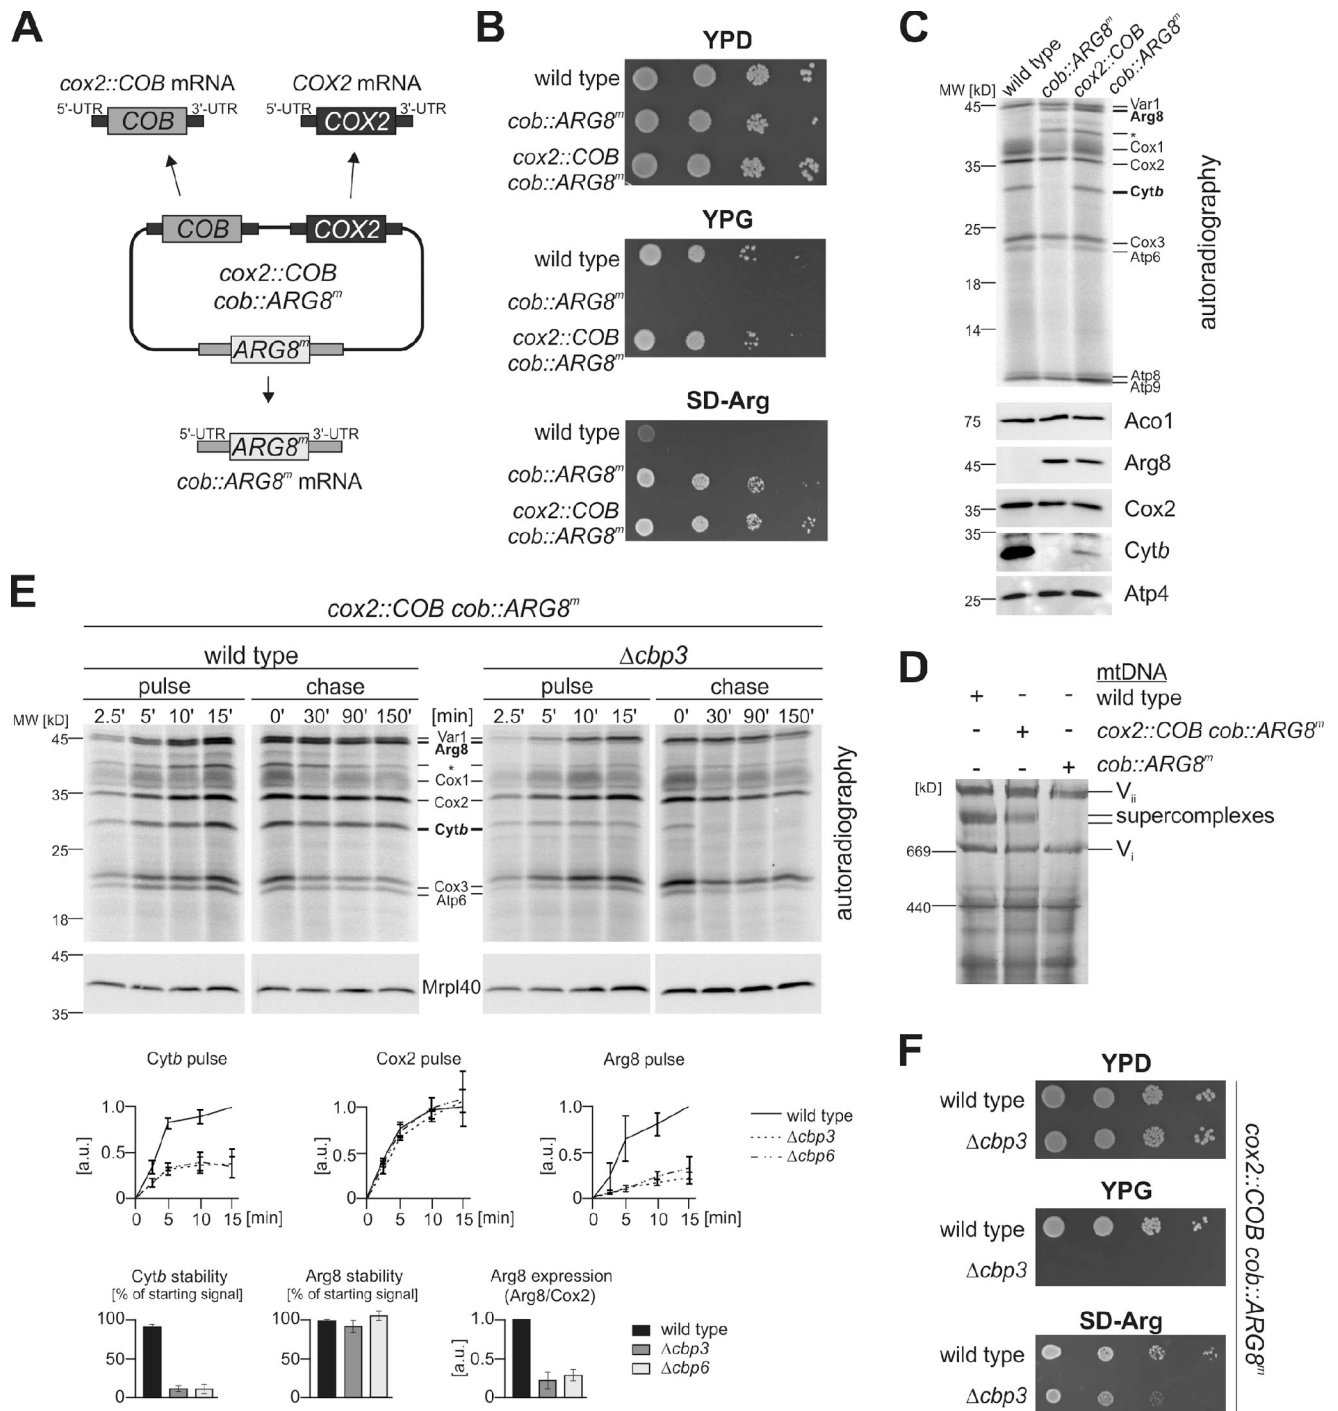 A
cox2::COB mRNA
5'-UTR 3'-UTR
COB
COX2 mRNA
5'-UTR 3'-UTR
COX2
COB
COX2
cox2::COB
cob::ARG8m
ARG8m
5'-UTR 3'-UTR
ARG8m
cob::ARG8m mRNA
B
YPD
wild type
cob::ARG8m
cox2::COB
cob::ARG8m
YPG
wild type
cob::ARG8m
cox2::COB
cob::ARG8m
SD-Arg
wild type
cob::ARG8m
cox2::COB
cob::ARG8m
C
wild type
cob::ARG8m
cox2::COB
cob::ARG8m
MW [kD]
45
35
25
18
14
Var1
Arg8
*
Cox1
Cox2
Cytb
Cox3
Atp6
Atp8
Atp9
autoradiography
75
Aco1
45
Arg8
35
Cox2
35
Cytb
25
Atp4
D
mtDNA
+ - - wild type
- + - cox2::COB cob::ARG8m
- - + cob::ARG8m
[kD]
669
440
Vii
supercomplexes
Vi
E
cox2::COB cob::ARG8m
wild type
Δcbp3
pulse chase
pulse chase
MW [kD] 2.5' 5' 10' 15' 0' 30' 90' 150' [min] 2.5' 5' 10' 15' 0' 30' 90' 150'
45
35
25
18
Var1
Arg8
*
Cox1
Cox2
Cytb
Cox3
Atp6
autoradiography
45
35
Mrpl40
Cytb pulse
[a.u.]
1.0
0.5
0
0 5 10 15 [min]
Cox2 pulse
[a.u.]
1.0
0.5
0
0 5 10 15 [min]
Arg8 pulse
[a.u.]
1.0
0.5
0
0 5 10 15 [min]
wild type
Δcbp3
Δcbp6
Cytb stability
[% of starting signal]
100
50
0
Arg8 stability
[% of starting signal]
100
50
0
Arg8 expression
(Arg8/Cox2)
[a.u.]
1.0
0.5
0
wild type
Δcbp3
Δcbp6
F
YPD
wild type
Δcbp3
YPG
wild type
Δcbp3
SD-Arg
wild type
Δcbp3
cox2::COB cob::ARG8m